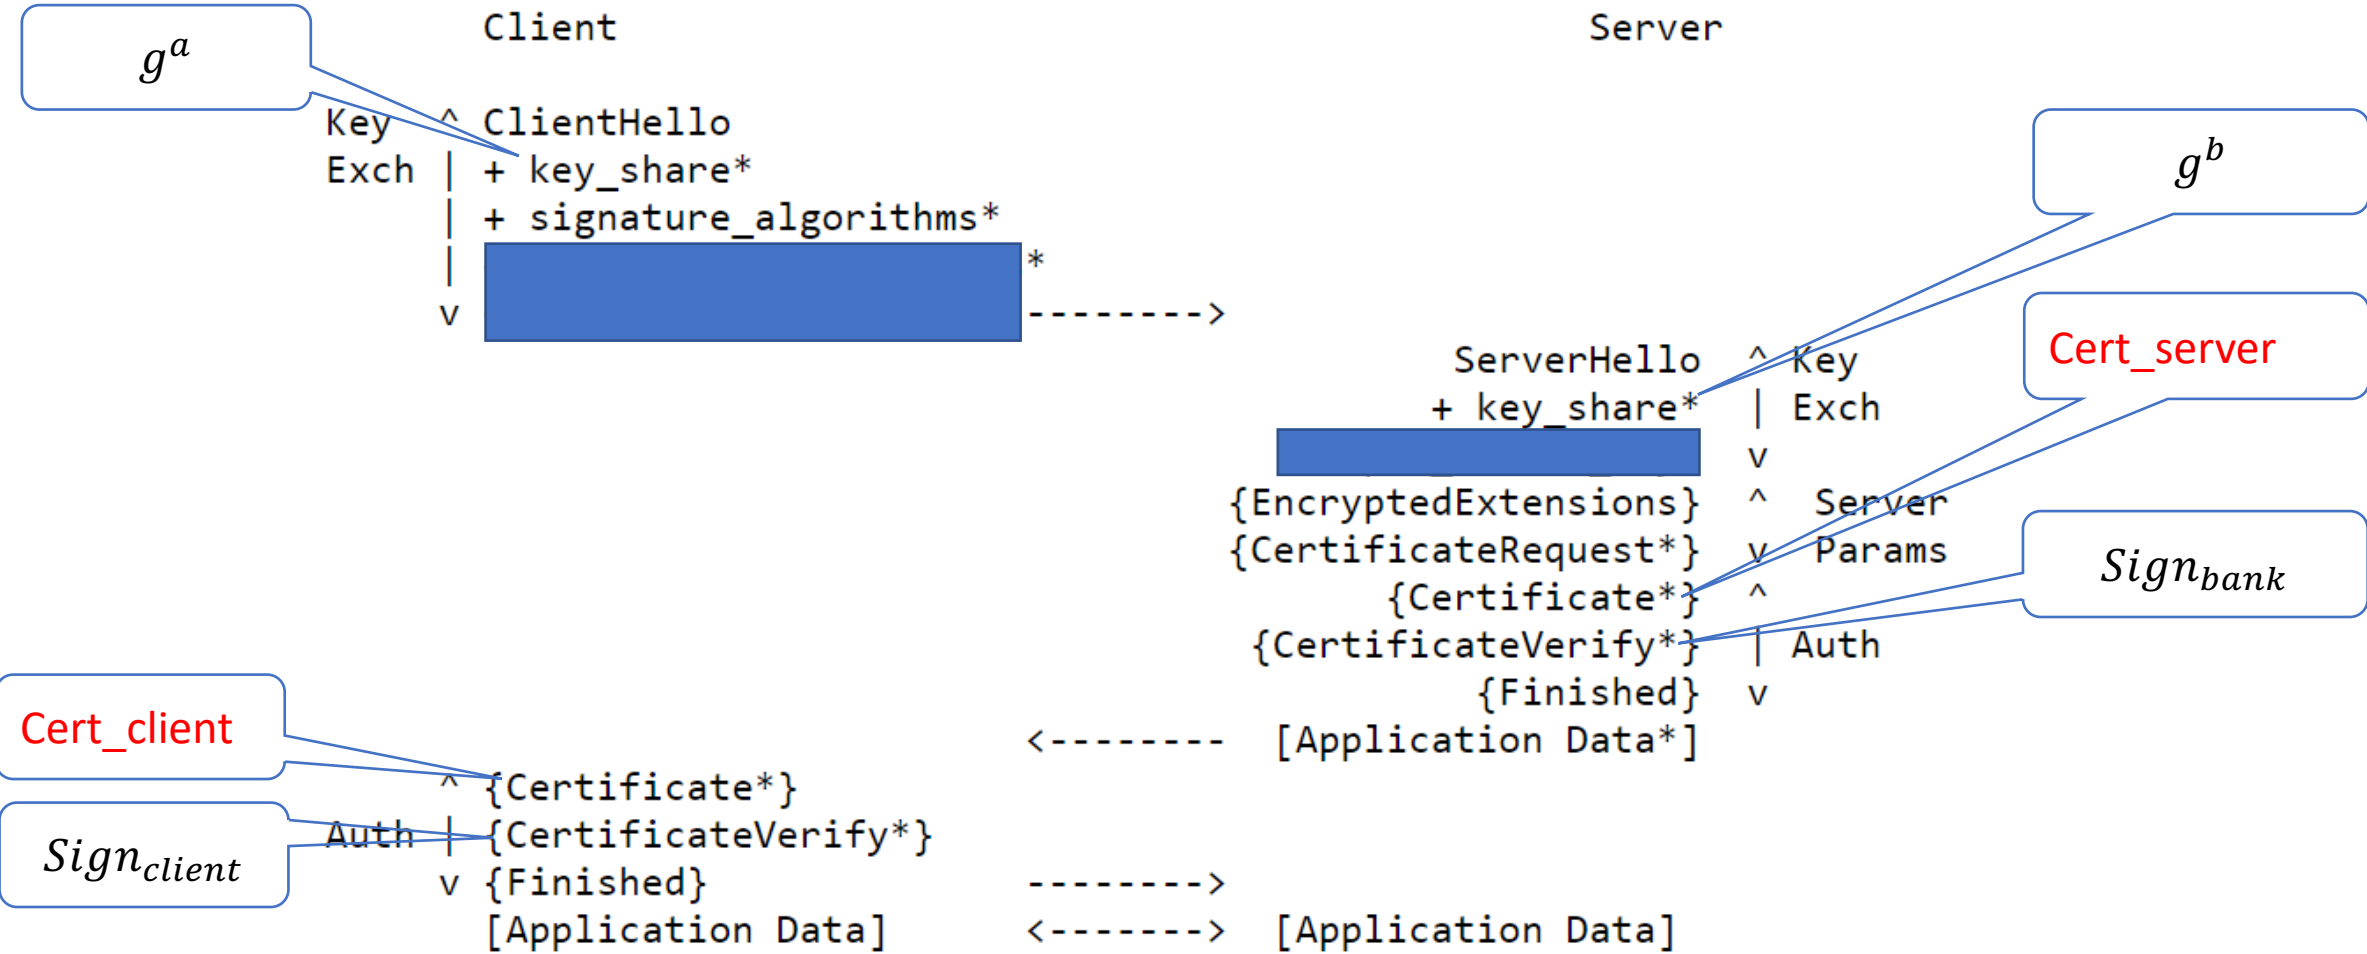 Client Server
g^a
Key ^ ClientHello
Exch | + key_share*
| + signature_algorithms*
| *
v -------->
g^b
ServerHello ^ Key
+ key_share* | Exch
v
Cert_server
{EncryptedExtensions} ^ Server
{CertificateRequest*} v Params
{Certificate*} ^
Sign_bank
{CertificateVerify*} | Auth
{Finished} v
<-------- [Application Data*]
Cert_client
^ {Certificate*}
Auth | {CertificateVerify*}
Sign_client
v {Finished} -------->
[Application Data] <-------> [Application Data]